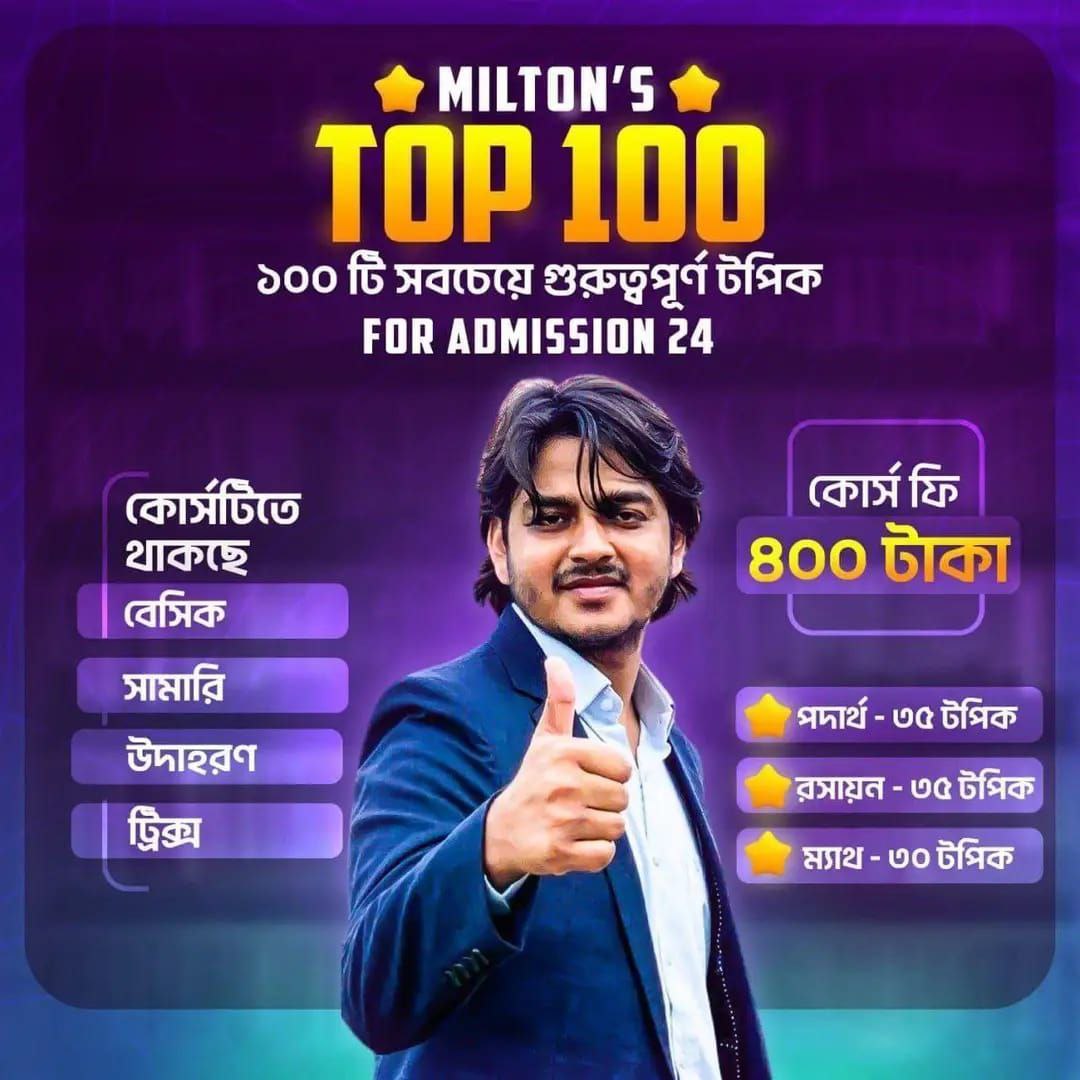 MILTON'S
TOP 100
১০০ টি সবচেয়ে গুরুত্বপূর্ণ টপিক
FOR ADMISSION 24
কোর্সটিতে
থাকছে
বেসিক
সামারি
উদাহরণ
ট্রিক্স
কোর্স ফি
৪০০ টাকা
পদার্থ - ৩৫ টপিক
রসায়ন - ৩৫ টপিক
ম্যাথ - ৩০ টপিক